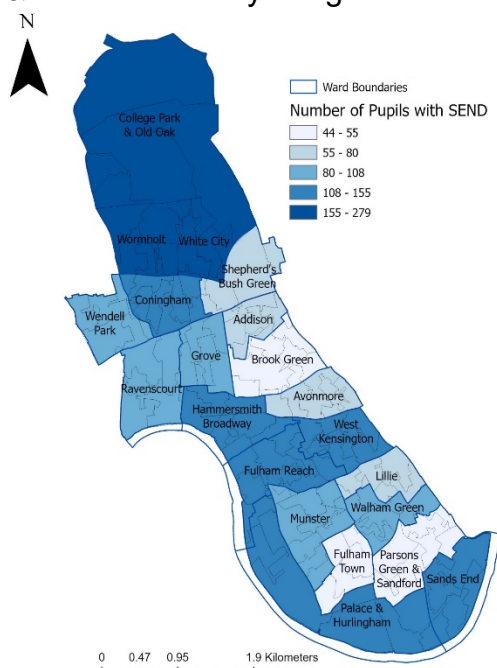 N
Ward Boundaries
Number of Pupils with SEND
44 - 55
55 - 80
80 - 108
108 - 155
155 - 279
College Park
& Old Oak
Wormholt
White City
Shepherd's
Bush Green
Coningham
Wendell
Park
Addison
Grove
Brook Green
Ravenscourt
Avonmore
Hammersmith
Broadway
West
Kensington
Fulham Reach
Lillie
Munster
Walham Green
Fulham
Town
Parsons
Green &
Sandford
Sands End
Palace &
Hurlingham
0 0.47 0.95 1.9 Kilometers